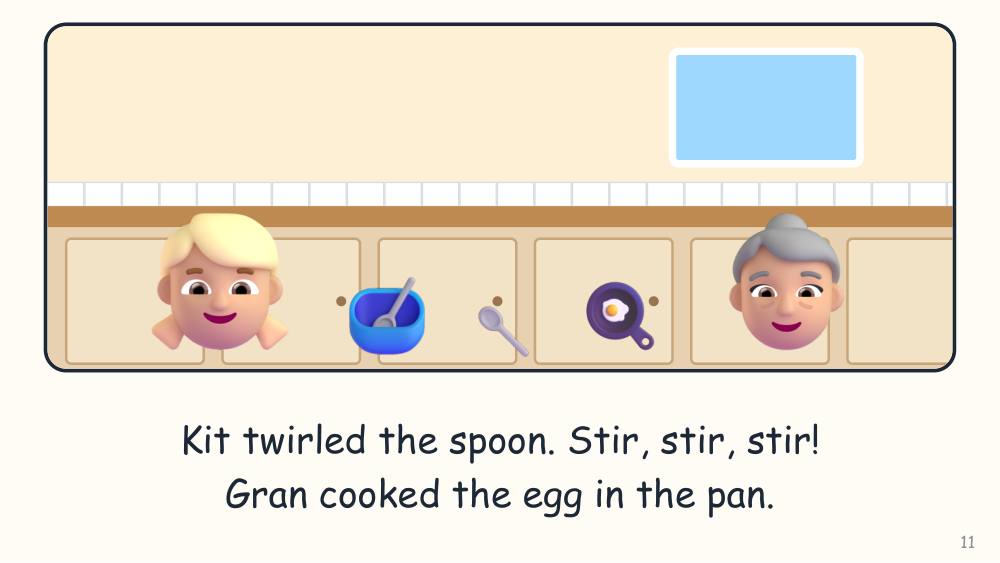 Kit twirled the spoon. Stir, stir, stir!
Gran cooked the egg in the pan.
11